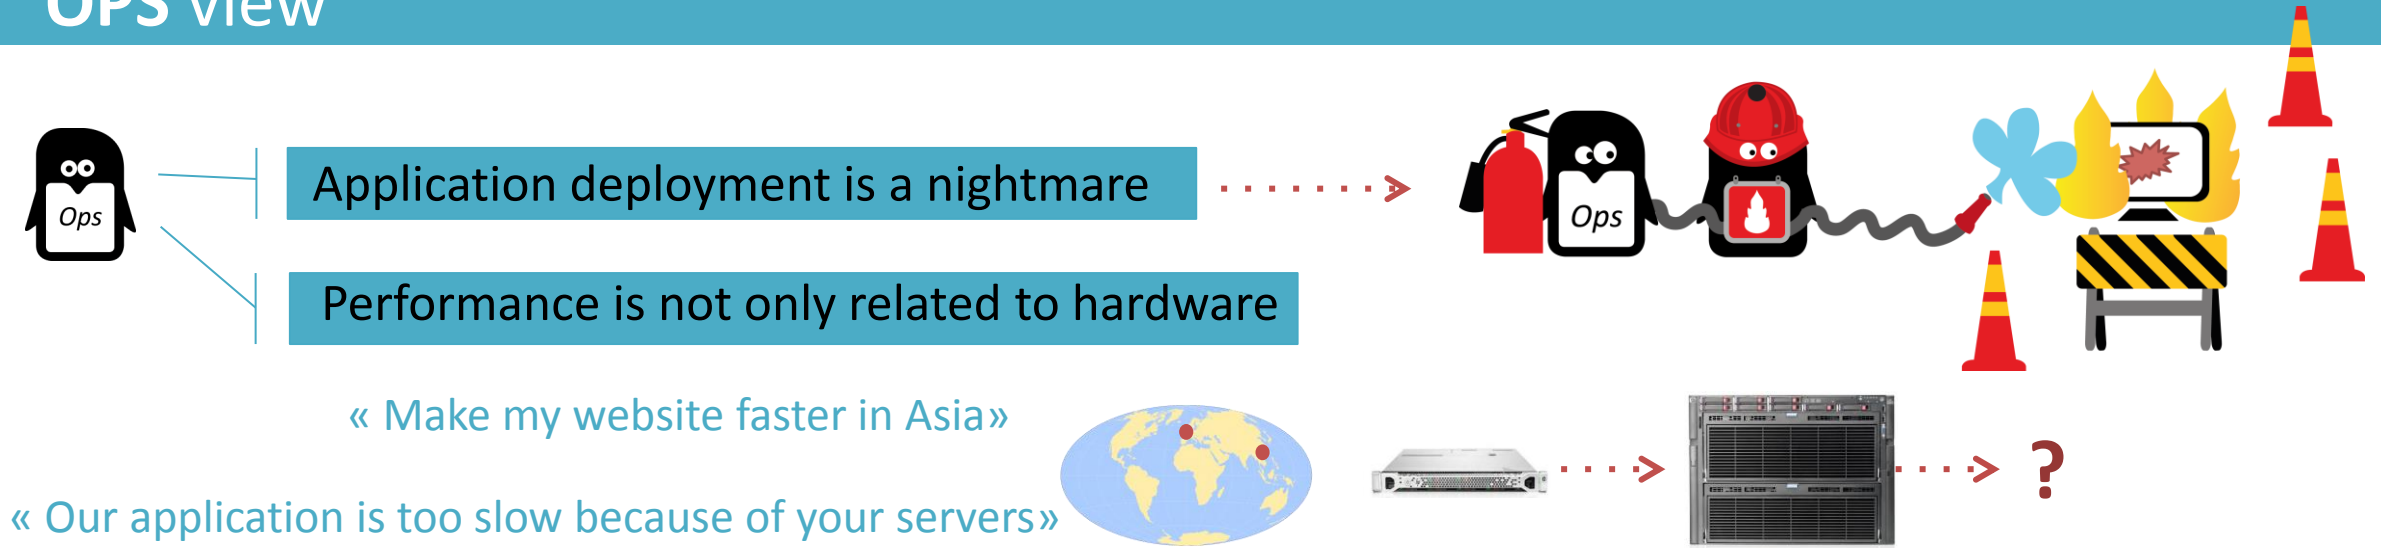 OPS view
Ops
Application deployment is a nightmare
Ops
Performance is not only related to hardware
« Make my website faster in Asia»
?
« Our application is too slow because of your servers»